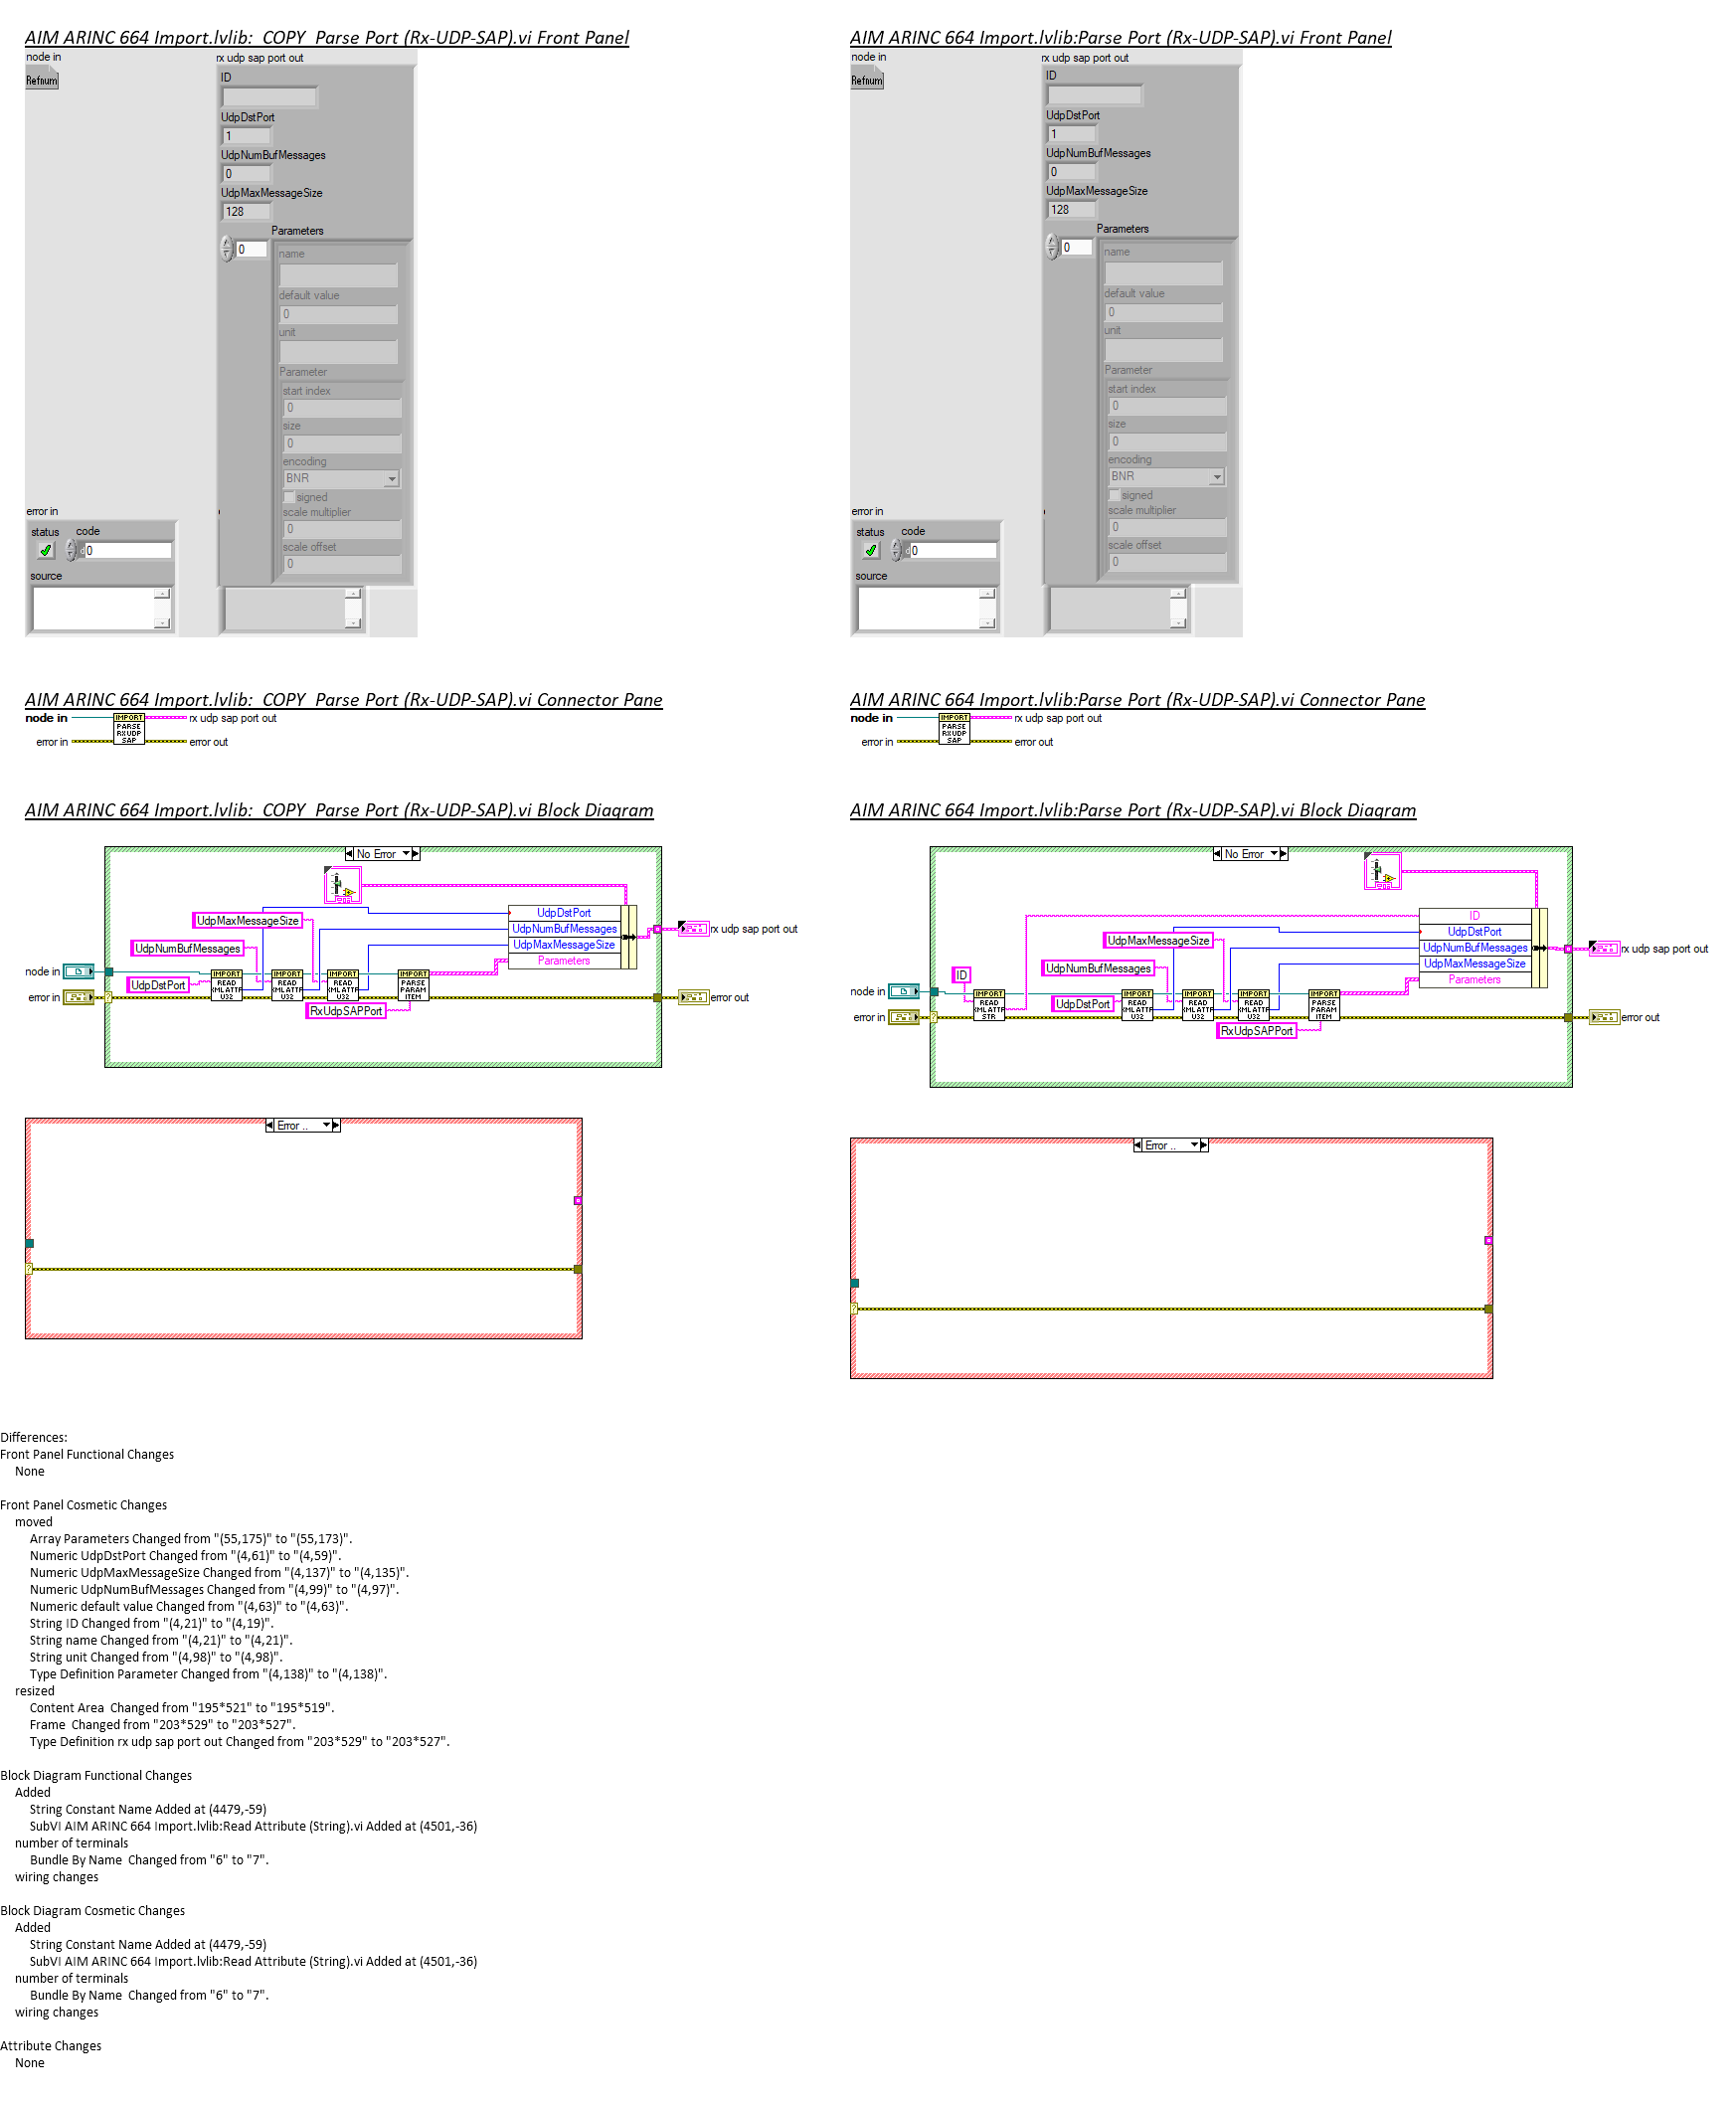 AIM ARINC 664 Import.lvlib:  COPY  Parse Port (Rx-UDP-SAP).vi Front Panel
node in
Refnum
rx udp sap port out
ID
UdpDstPort
1
UdpNumBufMessages
0
UdpMaxMessageSize
128
Parameters
0
name
default value
0
unit
Parameter
start index
0
size
0
encoding
BNR
signed
scale multiplier
0
scale offset
0
error in
status
code
d 0
source
AIM ARINC 664 Import.lvlib:Parse Port (Rx-UDP-SAP).vi Front Panel
node in
Refnum
rx udp sap port out
ID
UdpDstPort
1
UdpNumBufMessages
0
UdpMaxMessageSize
128
Parameters
0
name
default value
0
unit
Parameter
start index
0
size
0
encoding
BNR
signed
scale multiplier
0
scale offset
0
error in
status
code
d 0
source
AIM ARINC 664 Import.lvlib:  COPY  Parse Port (Rx-UDP-SAP).vi Connector Pane
node in
IMPORT
PARSE
RXUDP
SAP
rx udp sap port out
error in
error out
AIM ARINC 664 Import.lvlib:Parse Port (Rx-UDP-SAP).vi Connector Pane
node in
IMPORT
PARSE
RXUDP
SAP
rx udp sap port out
error in
error out
AIM ARINC 664 Import.lvlib:  COPY  Parse Port (Rx-UDP-SAP).vi Block Diagram
No Error
UdpMaxMessageSize
UdpNumBufMessages
UdpDstPort
UdpDstPort
UdpNumBufMessages
UdpMaxMessageSize
Parameters
rx udp sap port out
node in
error in
IMPORT
READ
XMLATTR
U32
IMPORT
READ
XMLATTR
U32
IMPORT
READ
XMLATTR
U32
IMPORT
PARSE
PARAM
ITEM
RxUdpSAPPort
error out
Error ..
AIM ARINC 664 Import.lvlib:Parse Port (Rx-UDP-SAP).vi Block Diagram
No Error
ID
UdpDstPort
UdpNumBufMessages
UdpMaxMessageSize
Parameters
UdpMaxMessageSize
UdpNumBufMessages
ID
UdpDstPort
rx udp sap port out
node in
error in
IMPORT
READ
XMLATTR
STR
IMPORT
READ
XMLATTR
U32
IMPORT
READ
XMLATTR
U32
IMPORT
READ
XMLATTR
U32
IMPORT
PARSE
PARAM
ITEM
RxUdpSAPPort
error out
Error ..
Differences:
Front Panel Functional Changes
None
Front Panel Cosmetic Changes
moved
Array Parameters Changed from "(55,175)" to "(55,173)".
Numeric UdpDstPort Changed from "(4,61)" to "(4,59)".
Numeric UdpMaxMessageSize Changed from "(4,137)" to "(4,135)".
Numeric UdpNumBufMessages Changed from "(4,99)" to "(4,97)".
Numeric default value Changed from "(4,63)" to "(4,63)".
String ID Changed from "(4,21)" to "(4,19)".
String name Changed from "(4,21)" to "(4,21)".
String unit Changed from "(4,98)" to "(4,98)".
Type Definition Parameter Changed from "(4,138)" to "(4,138)".
resized
Content Area  Changed from "195*521" to "195*519".
Frame  Changed from "203*529" to "203*527".
Type Definition rx udp sap port out Changed from "203*529" to "203*527".
Block Diagram Functional Changes
Added
String Constant Name Added at (4479,-59)
SubVI AIM ARINC 664 Import.lvlib:Read Attribute (String).vi Added at (4501,-36)
number of terminals
Bundle By Name  Changed from "6" to "7".
wiring changes
Block Diagram Cosmetic Changes
Added
String Constant Name Added at (4479,-59)
SubVI AIM ARINC 664 Import.lvlib:Read Attribute (String).vi Added at (4501,-36)
number of terminals
Bundle By Name  Changed from "6" to "7".
wiring changes
Attribute Changes
None